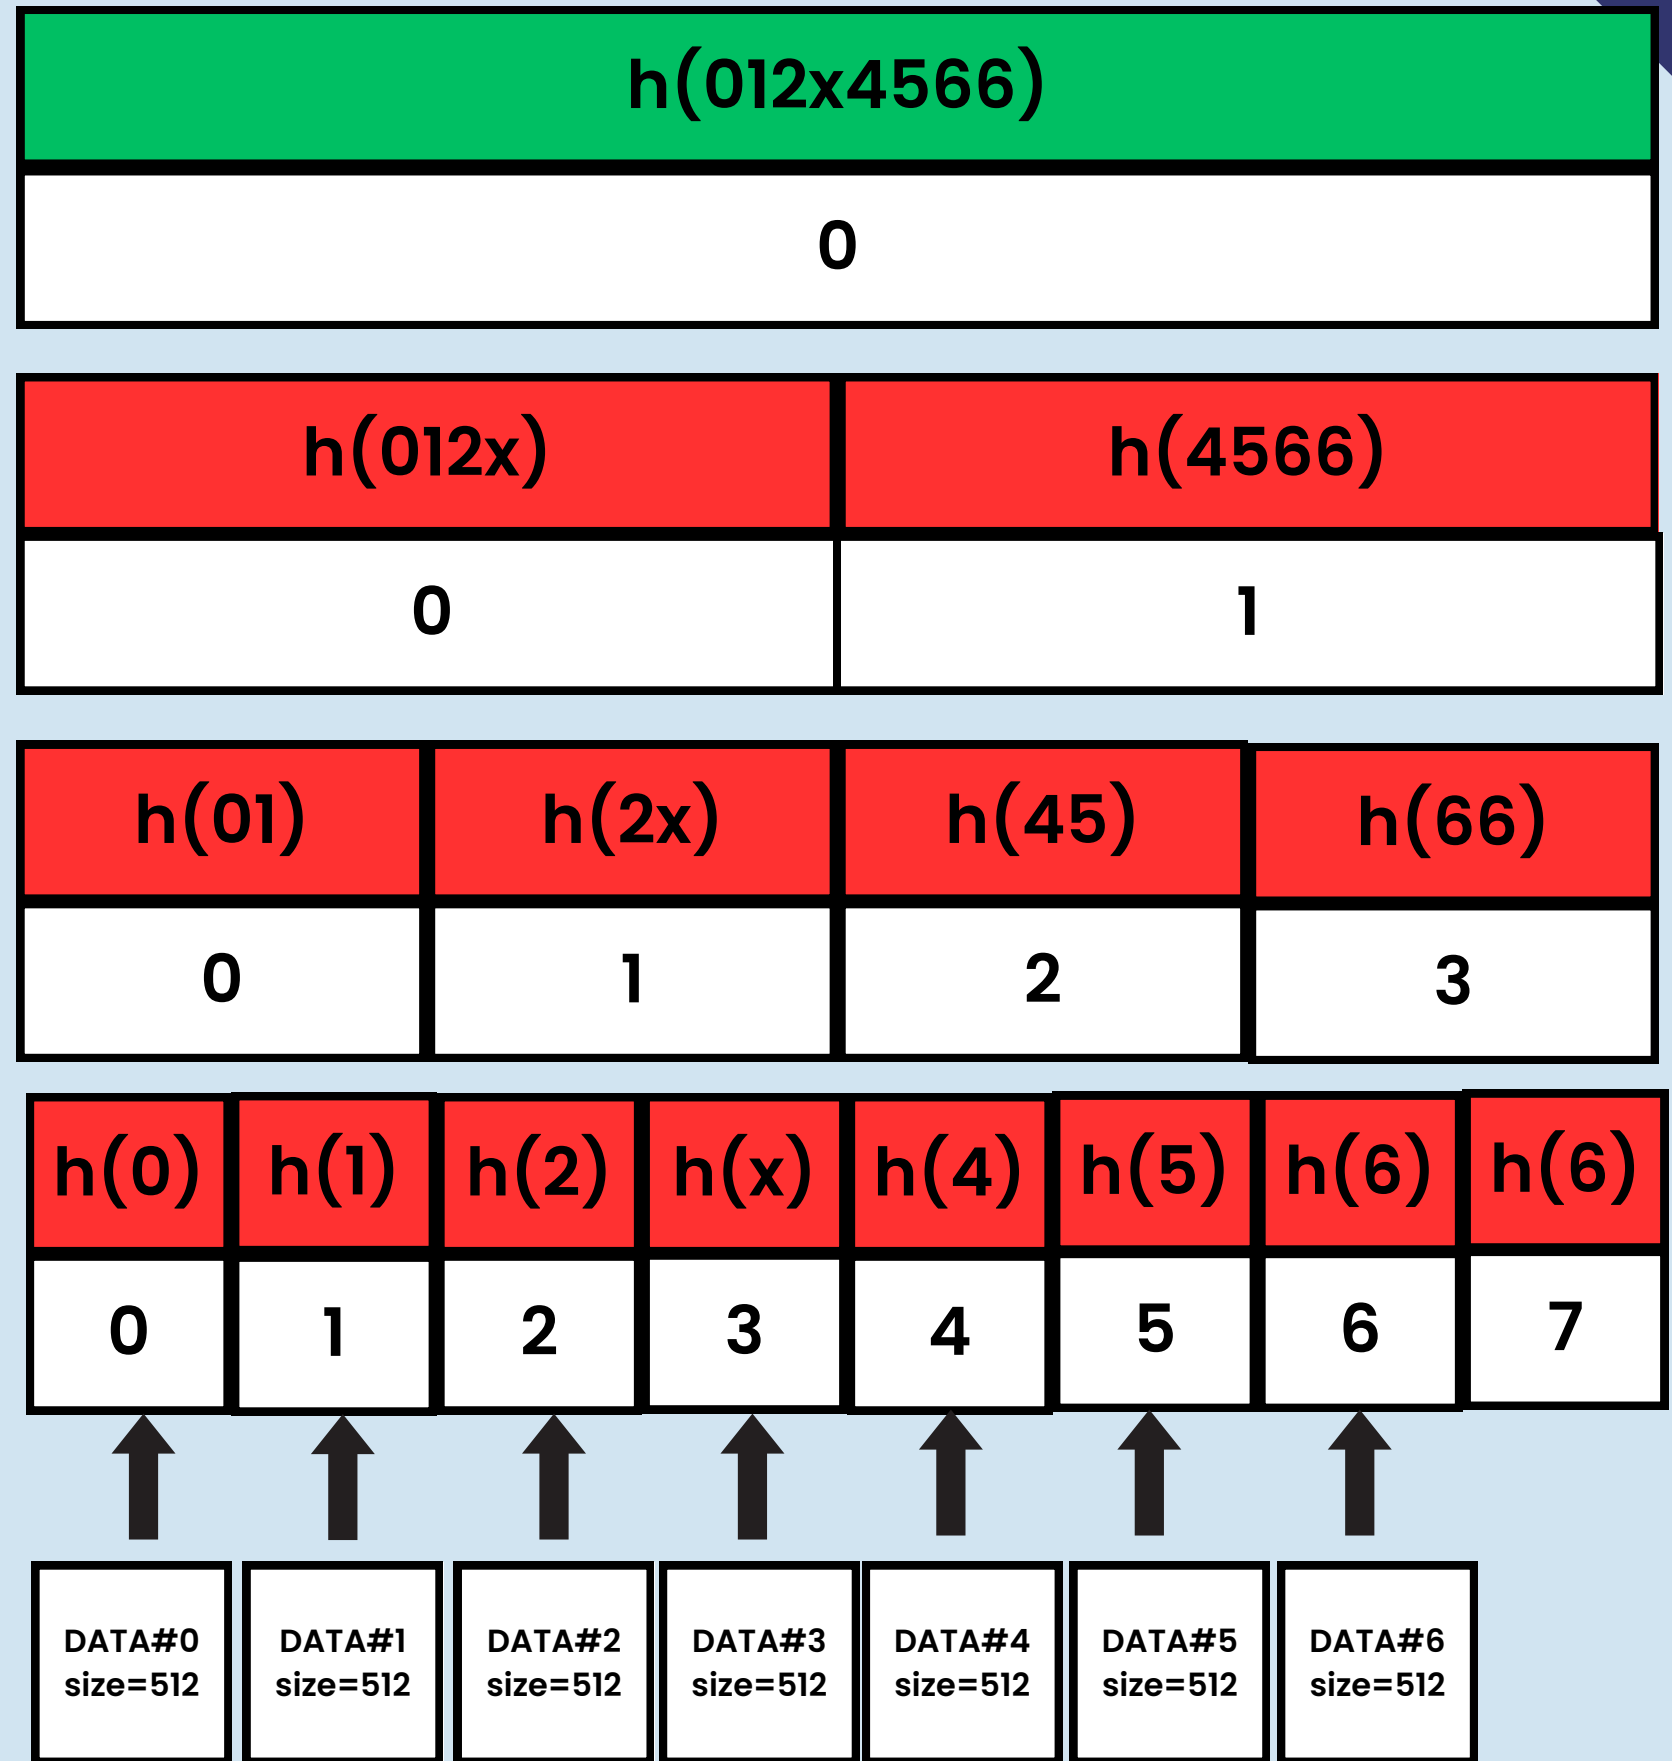 h(012x4566)
0
h(012x) h(4566)
0 1
h(01) h(2x) h(45) h(66)
0 1 2 3
h(0) h(1) h(2) h(x) h(4) h(5) h(6) h(6)
0 1 2 3 4 5 6 7
DATA#0 DATA#1 DATA#2 DATA#3 DATA#4 DATA#5 DATA#6
size=512 size=512 size=512 size=512 size=512 size=512 size=512